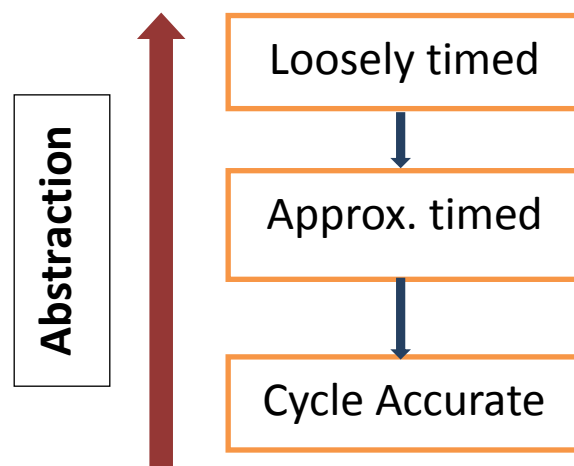 Loosely timed
Abstraction
Approx. timed
Cycle Accurate